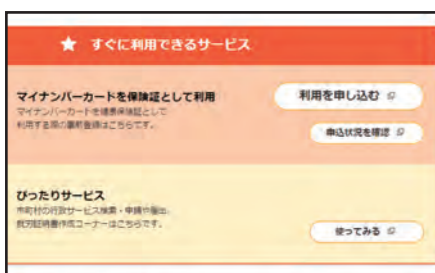 ★ すぐに利用できるサービス
マイナンバーカードを保険証として利用
マイナンバーカードを健康保険証として
利用する際の事前登録はこちらです。
利用を申し込む
申込状況を確認
ぴったりサービス
市町村の行政サービス検索・申請や届出、
就労証明書作成コーナーはこちらです。
使ってみる